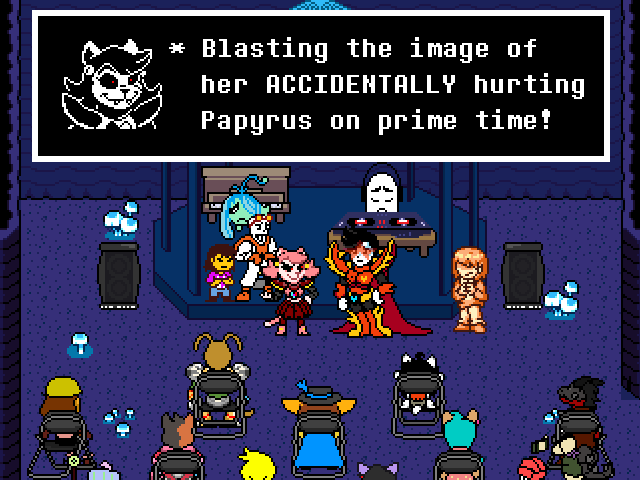 * Blasting the image of
her ACCIDENTALLY hurting
Papyrus on prime time!